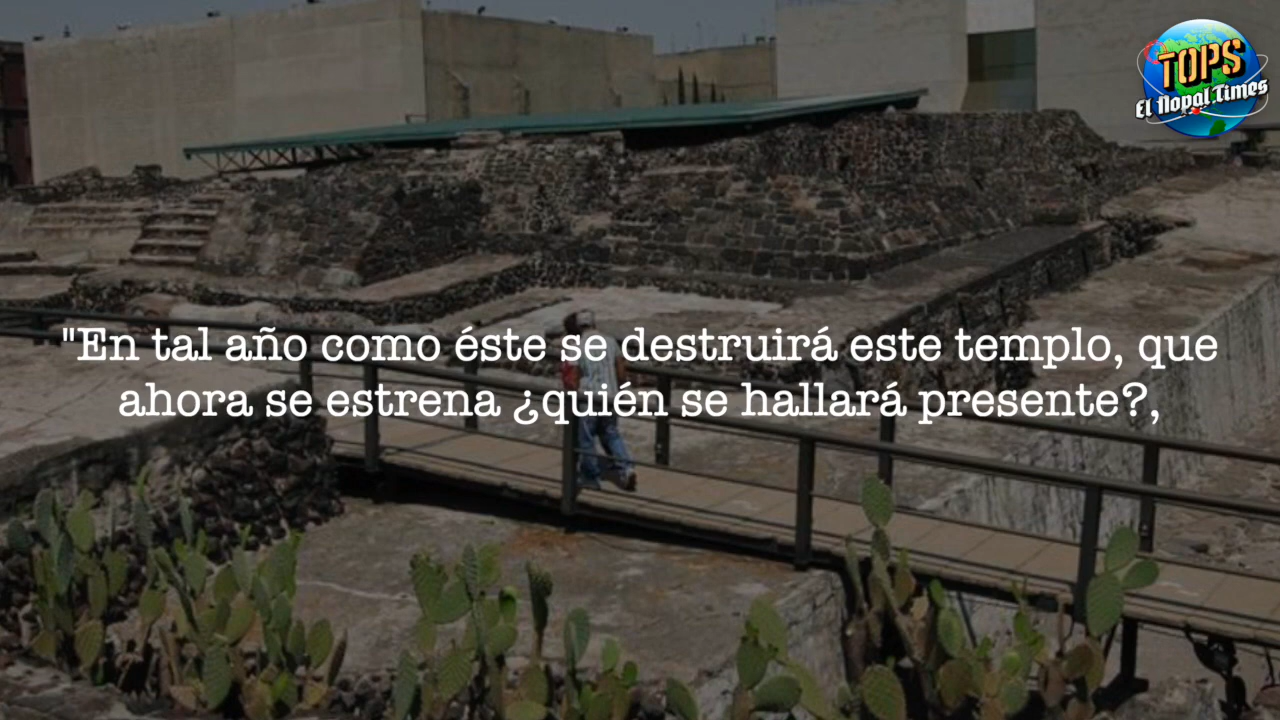 TOPS
El Nopal Times
"En tal año como éste se destruirá este templo, que
ahora se estrena ¿quién se hallará presente?,